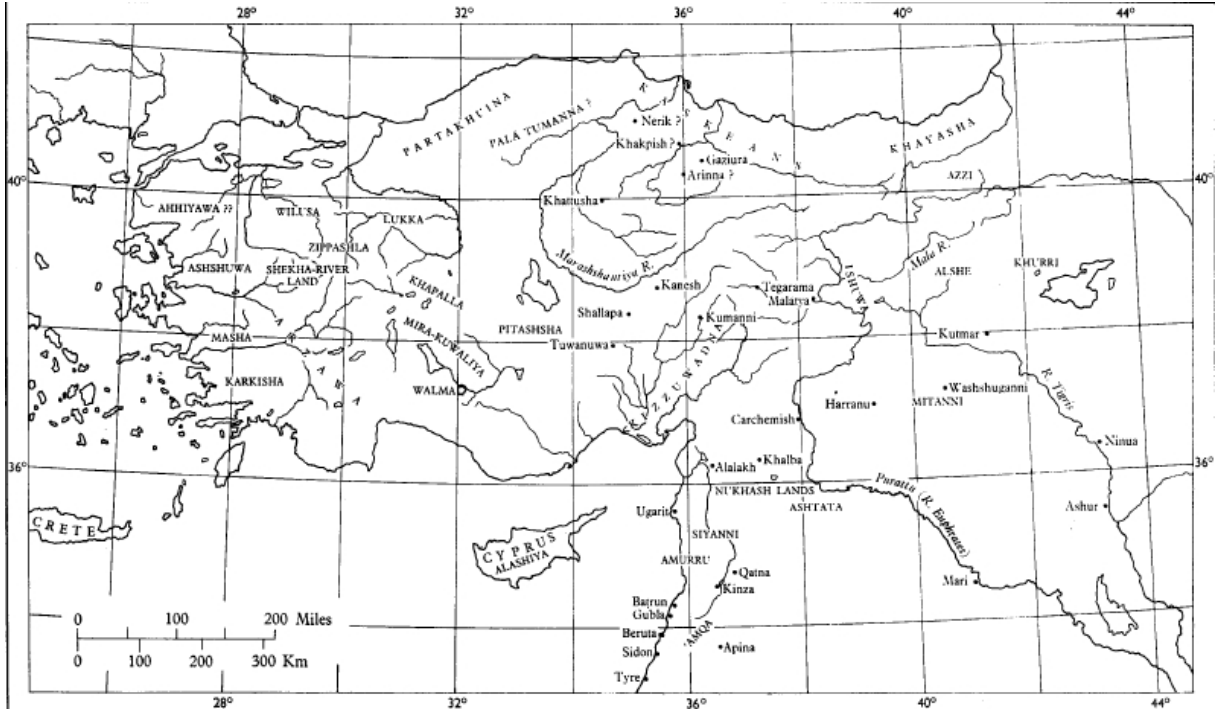 28° 32° 36° 40° 44°
PARTAKHUINA
PALA TUMANNA ?
KASKEANS
Nerik ?
Khakpish ?
Gaziura
Arinna ?
KHAYASHA
AZZI
40°
40°
AHHIYAWA ??
WILUSA
LUKKA
Khattusha
ZIPPASHLA
Marashshantiya R.
Mala R.
ASHSHUWA
SHEKHA-RIVER
LAND
KHAPALLA
Kanesh
Tegarama
Malatya
ISHUWA
ALSHE
KHURRI
Shallapa
Kumanni
MASHA
ARZAWA
MIRA-KUWALIYA
PITASHSHA
Tuwanuwa
Kutmar
KIZZUWADNA
KARKISHA
WALMA
Carchemish
Harranu
Washshuganni
MITANNI
R. Tigris
Ninua
36°
36°
Alalakh
Khalba
NUKHASH LANDS
ASHTATA
Purattu (R. Euphrates)
Ashur
CRETE
CYPRUS
ALASHIYA
Ugarit
SIYANNI
AMURRU
Qatna
Kinza
Mari
Batrun
Gubla
Beruta
'AMQA
Sidon
Apina
Tyre
0 100 200 Miles
0 100 200 300 Km
28° 32° 36° 40° 44°